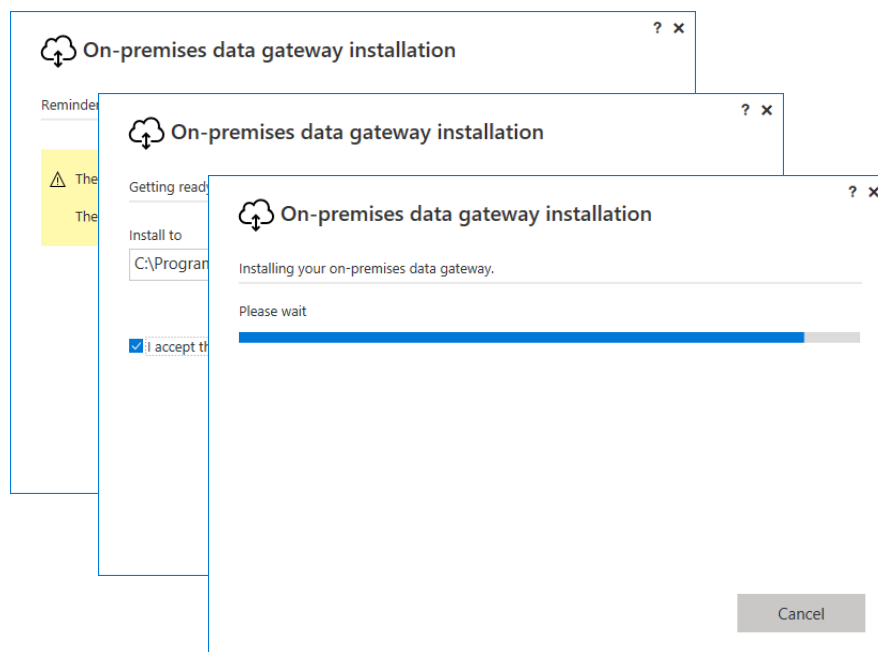 ? ×
On-premises data gateway installation
Reminder
The
The
? ×
On-premises data gateway installation
Getting ready
Install to
C:\Program
I accept th
? ×
On-premises data gateway installation
Installing your on-premises data gateway.
Please wait
Cancel